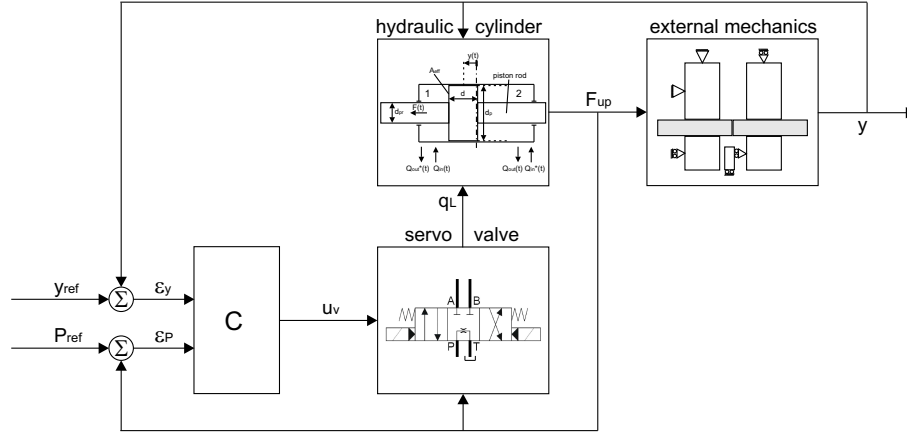 hydraulic cylinder
external mechanics
y(t)
Aeff
piston rod
1
2
d
dpr
F(t)
dp
Qout*(t) Qin(t)
Qout(t) Qin*(t)
Fup
y
qL
servo valve
yref
εy
Σ
C
uv
A B
P T
Pref
εP
Σ